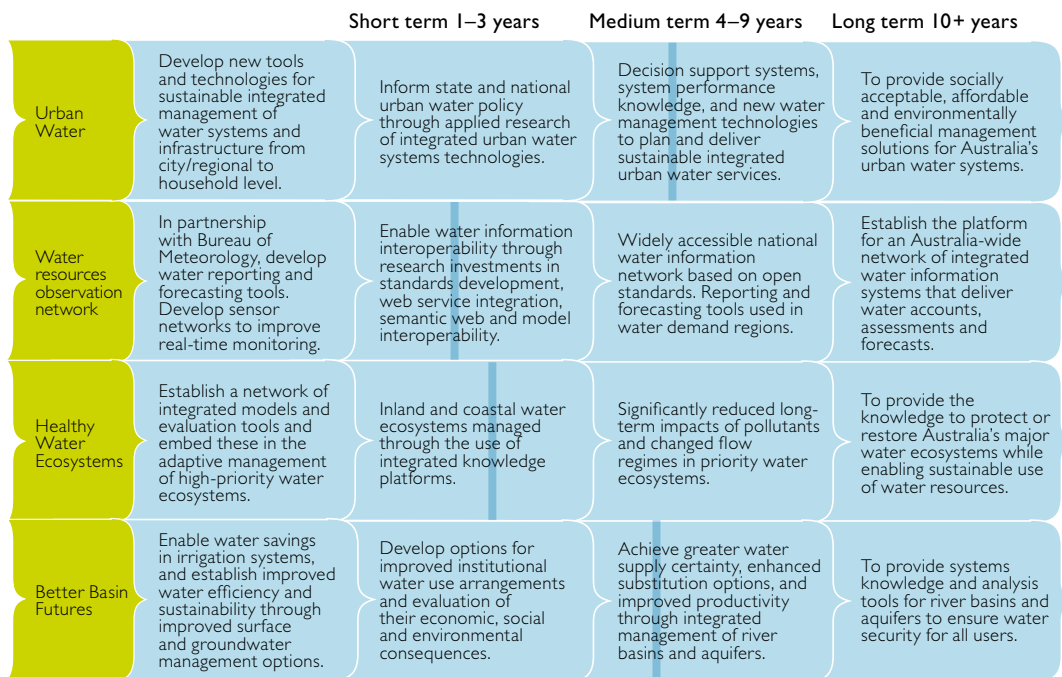 Short term 1–3 years
Medium term 4–9 years
Long term 10+ years
Urban
Water
Develop new tools
and technologies for
sustainable integrated
management of
water systems and
infrastructure from
city/regional to
household level.
Inform state and national
urban water policy
through applied research
of integrated urban water
systems technologies.
Decision support systems,
system performance
knowledge, and new water
management technologies
to plan and deliver
sustainable integrated
urban water services.
To provide socially
acceptable, affordable
and environmentally
beneficial management
solutions for Australia's
urban water systems.
Water
resources
observation
network
In partnership
with Bureau of
Meteorology, develop
water reporting and
forecasting tools.
Develop sensor
networks to improve
real-time monitoring.
Enable water information
interoperability through
research investments in
standards development,
web service integration,
semantic web and model
interoperability.
Widely accessible national
water information
network based on open
standards. Reporting and
forecasting tools used in
water demand regions.
Establish the platform
for an Australia-wide
network of integrated
water information
systems that deliver
water accounts,
assessments and
forecasts.
Healthy
Water
Ecosystems
Establish a network of
integrated models and
evaluation tools and
embed these in the
adaptive management
of high-priority water
ecosystems.
Inland and coastal water
ecosystems managed
through the use of
integrated knowledge
platforms.
Significantly reduced long-
term impacts of pollutants
and changed flow
regimes in priority water
ecosystems.
To provide the
knowledge to protect or
restore Australia's major
water ecosystems while
enabling sustainable use
of water resources.
Better Basin
Futures
Enable water savings
in irrigation systems,
and establish improved
water efficiency and
sustainability through
improved surface
and groundwater
management options.
Develop options for
improved institutional
water use arrangements
and evaluation of
their economic, social
and environmental
consequences.
Achieve greater water
supply certainty, enhanced
substitution options, and
improved productivity
through integrated
management of river
basins and aquifers.
To provide systems
knowledge and analysis
tools for river basins and
aquifers to ensure water
security for all users.